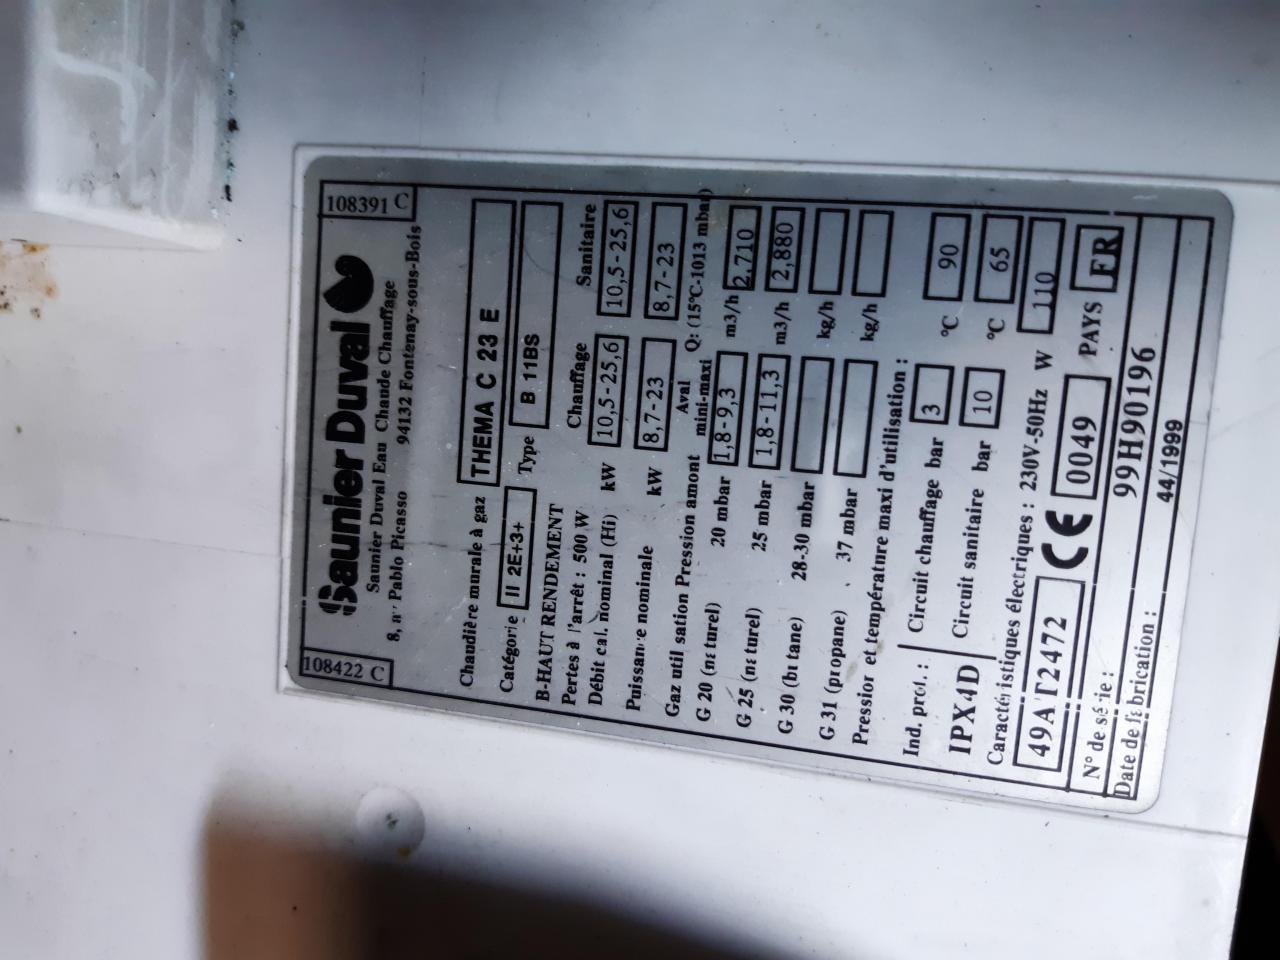 108422 C
108391 C
Saunier Duval
Saunier Duval Eau Chaude Chauffage
8, rue Pablo Picasso 94132 Fontenay-sous-Bois
Chaudière murale à gaz THEMA C 23 E
Catégorie II 2E+3+ Type B 11BS
B-HAUT RENDEMENT
Pertes à l'arrêt : 500 W Chauffage Sanitaire
Débit cal. nominal (Hi) kW 10,5-25,6 10,5-25,6
Puissance nominale kW 8,7-23 8,7-23
Gaz utilisation Pression amont Aval mini-maxi Q: (15°C-1013 mbar)
G 20 (naturel) 20 mbar 1,8-9,3 m3/h 2,710
G 25 (naturel) 25 mbar 1,8-11,3 m3/h 2,880
G 30 (butane) 28-30 mbar kg/h
G 31 (propane) 37 mbar kg/h
Pression et température maxi d'utilisation :
Ind. prot. : Circuit chauffage bar 3 °C 90
IPX4D Circuit sanitaire bar 10 °C 65
Caractéristiques électriques : 230V-50Hz W 110
49AT2472 CE 0049 PAYS FR
N° de série : 99H90196
Date de fabrication : 44/1999